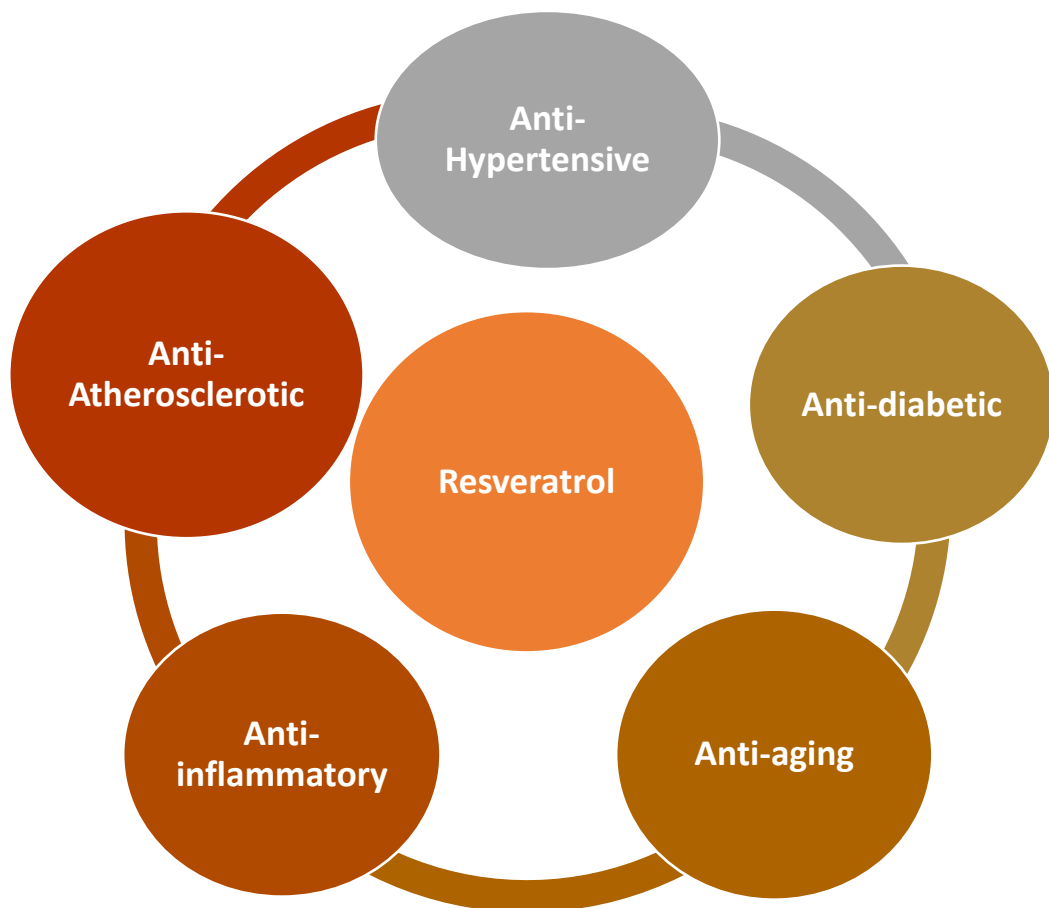 Anti-
Hypertensive
Anti-
Atherosclerotic
Anti-diabetic
Resveratrol
Anti-
inflammatory
Anti-aging